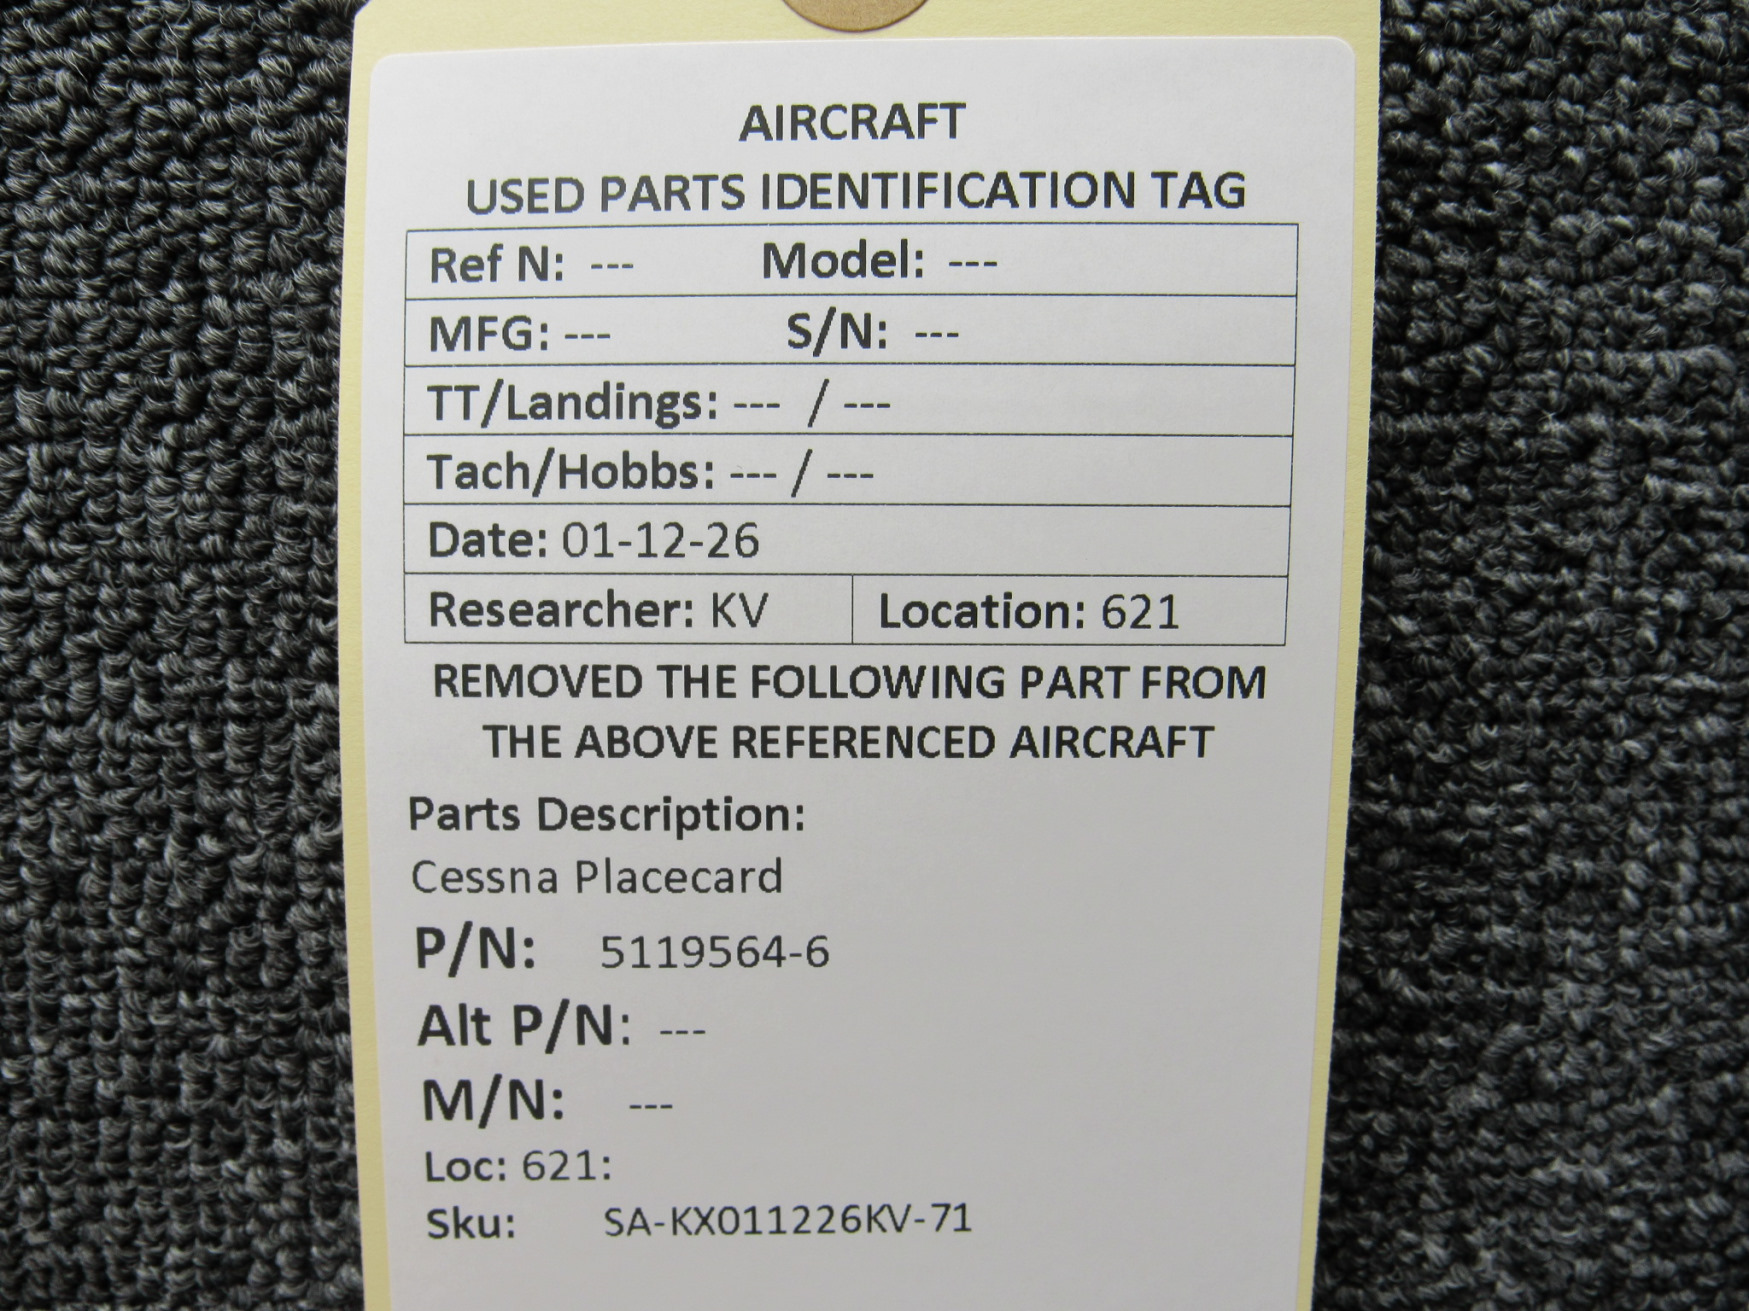 AIRCRAFT
USED PARTS IDENTIFICATION TAG
Ref N: --- Model: ---
MFG: --- S/N: ---
TT/Landings: --- / ---
Tach/Hobbs: --- / ---
Date: 01-12-26
Researcher: KV Location: 621
REMOVED THE FOLLOWING PART FROM
THE ABOVE REFERENCED AIRCRAFT
Parts Description:
Cessna Placecard
P/N: 5119564-6
Alt P/N: ---
M/N: ---
Loc: 621:
Sku: SA-KX011226KV-71